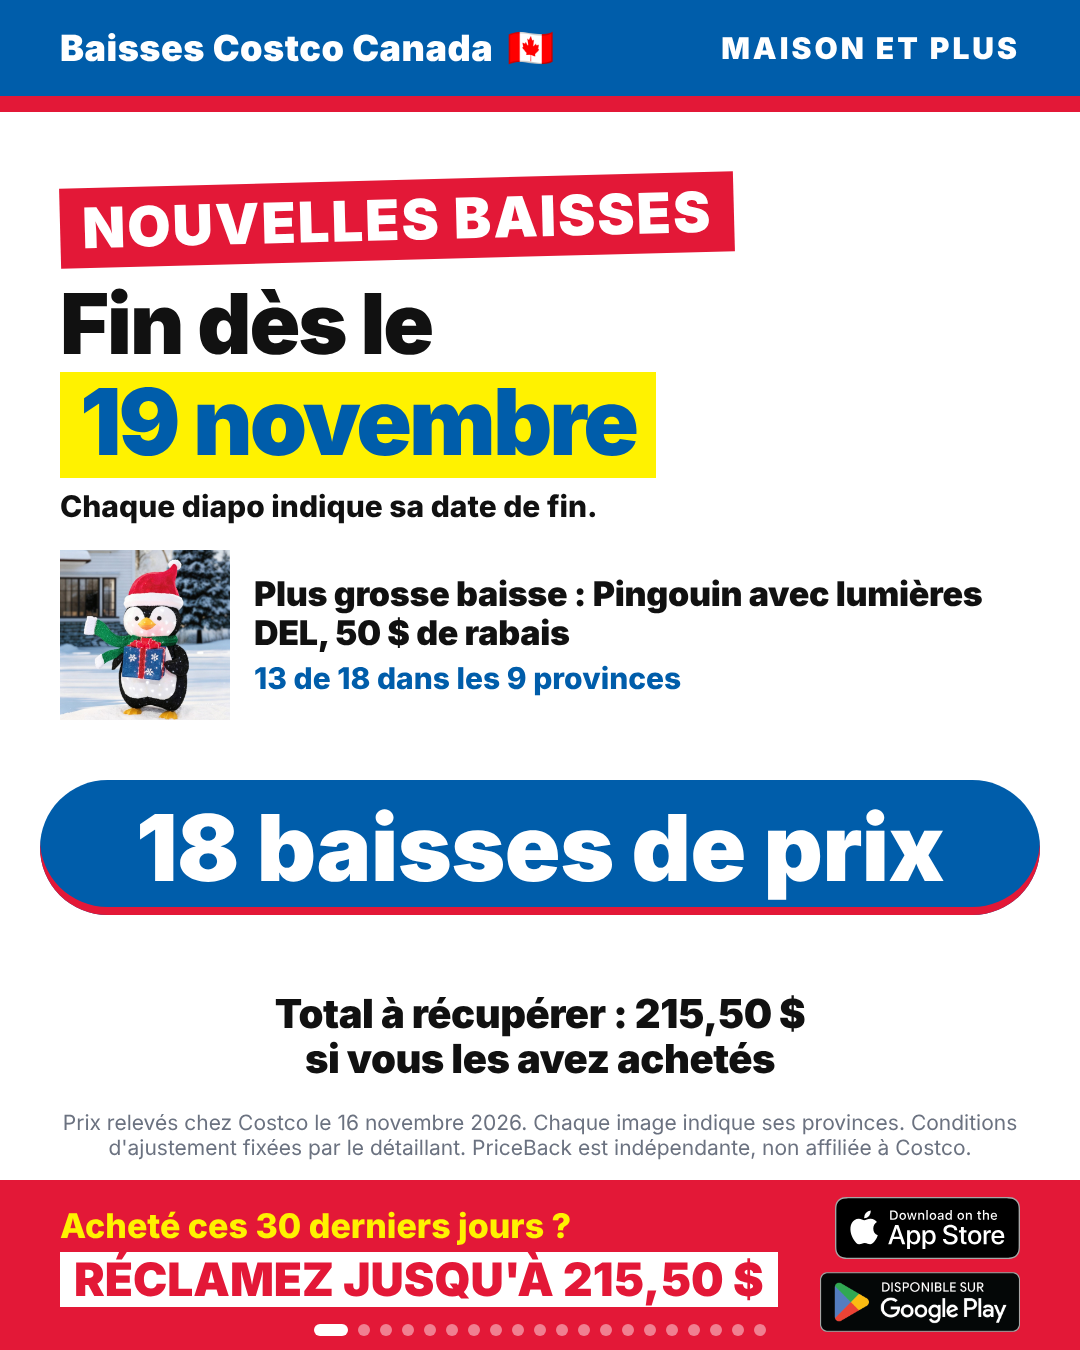 Baisses Costco Canada 🇨🇦
MAISON ET PLUS
NOUVELLES BAISSES
Fin dès le
19 novembre
Chaque diapo indique sa date de fin.
Plus grosse baisse : Pingouin avec lumières
DEL, 50 $ de rabais
13 de 18 dans les 9 provinces
18 baisses de prix
Total à récupérer : 215,50 $
si vous les avez achetés
Prix relevés chez Costco le 16 novembre 2026. Chaque image indique ses provinces. Conditions
d'ajustement fixées par le détaillant. PriceBack est indépendante, non affiliée à Costco.
Acheté ces 30 derniers jours ?
RÉCLAMEZ JUSQU'À 215,50 $
Download on the
App Store
DISPONIBLE SUR
Google Play